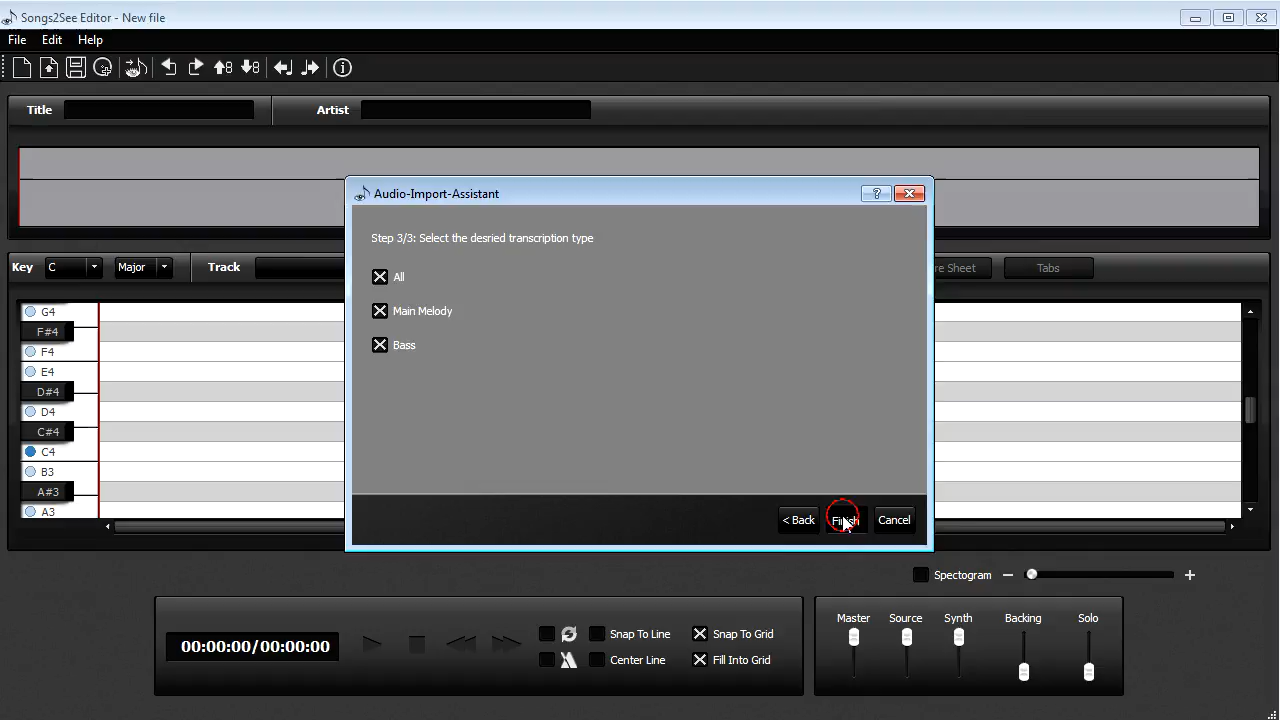 Songs2See Editor - New file
File Edit Help
Title
Artist
Audio-Import-Assistant
?
Step 3/3: Select the desried transcription type
All
Main Melody
Bass
< Back Finish Cancel
Key C Major Track
re Sheet Tabs
G4
F#4
F4
E4
D#4
D4
C#4
C4
B3
A#3
A3
Spectogram
00:00:00/00:00:00
Snap To Line Snap To Grid
Center Line Fill Into Grid
Master Source Synth Backing Solo